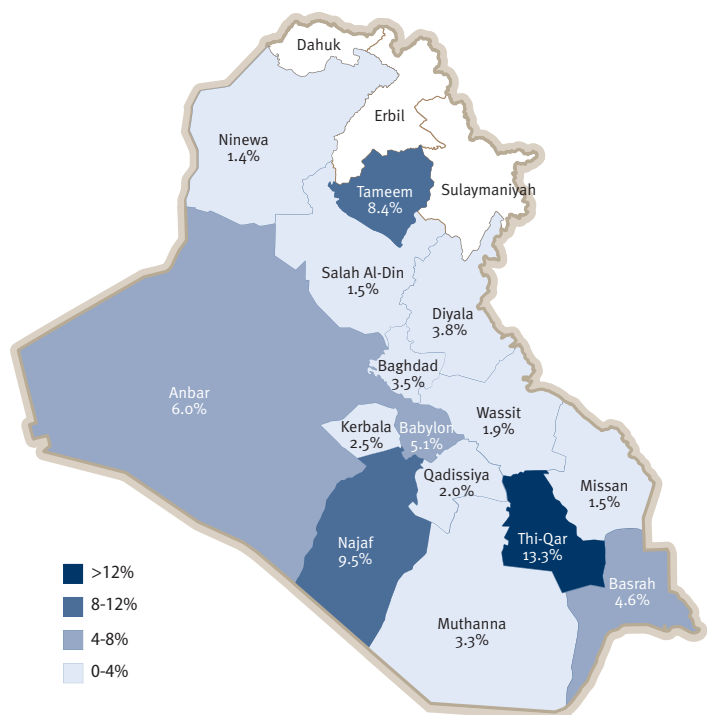 Dahuk
Erbil
Ninewa
1.4%
Tameem
8.4%
Sulaymaniyah
Salah Al-Din
1.5%
Diyala
3.8%
Baghdad
3.5%
Anbar
6.0%
Wassit
1.9%
Kerbala
2.5%
Babylon
5.1%
Qadissiya
2.0%
Missan
1.5%
Najaf
9.5%
Thi-Qar
13.3%
Basrah
4.6%
Muthanna
3.3%
>12%
8-12%
4-8%
0-4%